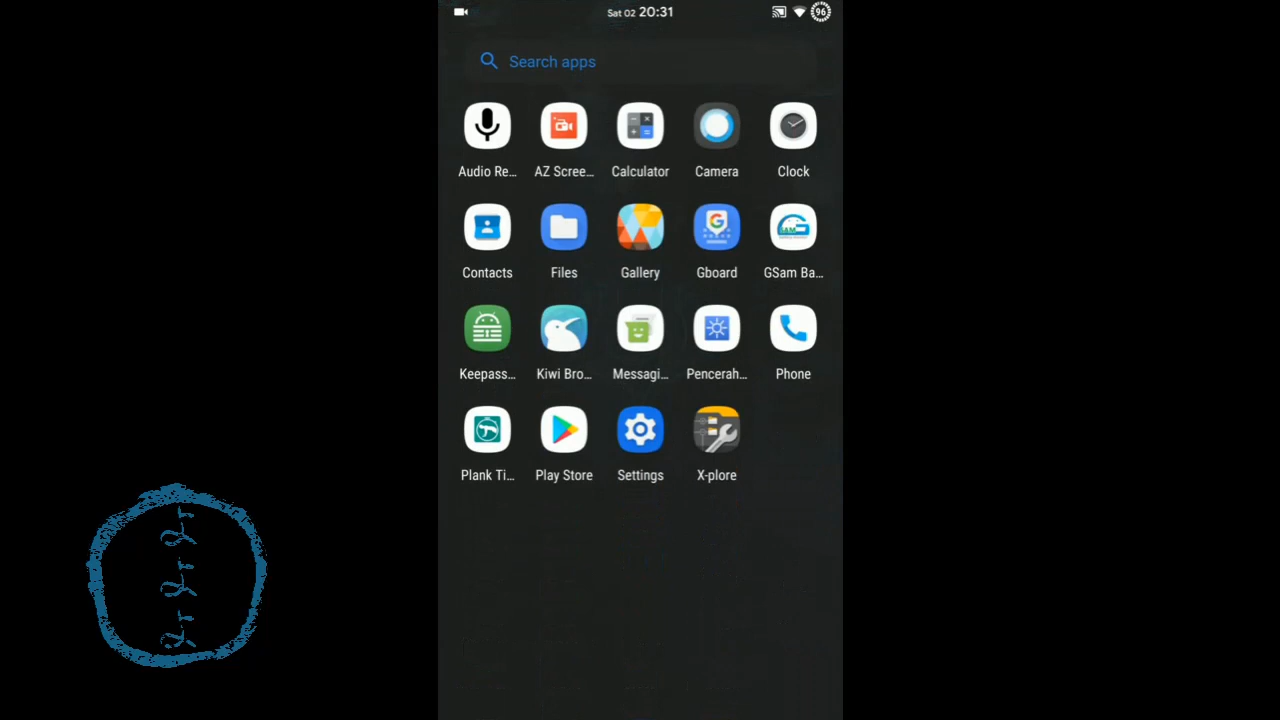 Sat 02 20:31
96
Search apps
Audio Re...
AZ Scree...
Calculator
Camera
Clock
Contacts
Files
Gallery
Gboard
GSam Ba...
Keepass...
Kiwi Bro...
Messagi...
Pencerah...
Phone
Plank Ti...
Play Store
Settings
X-plore